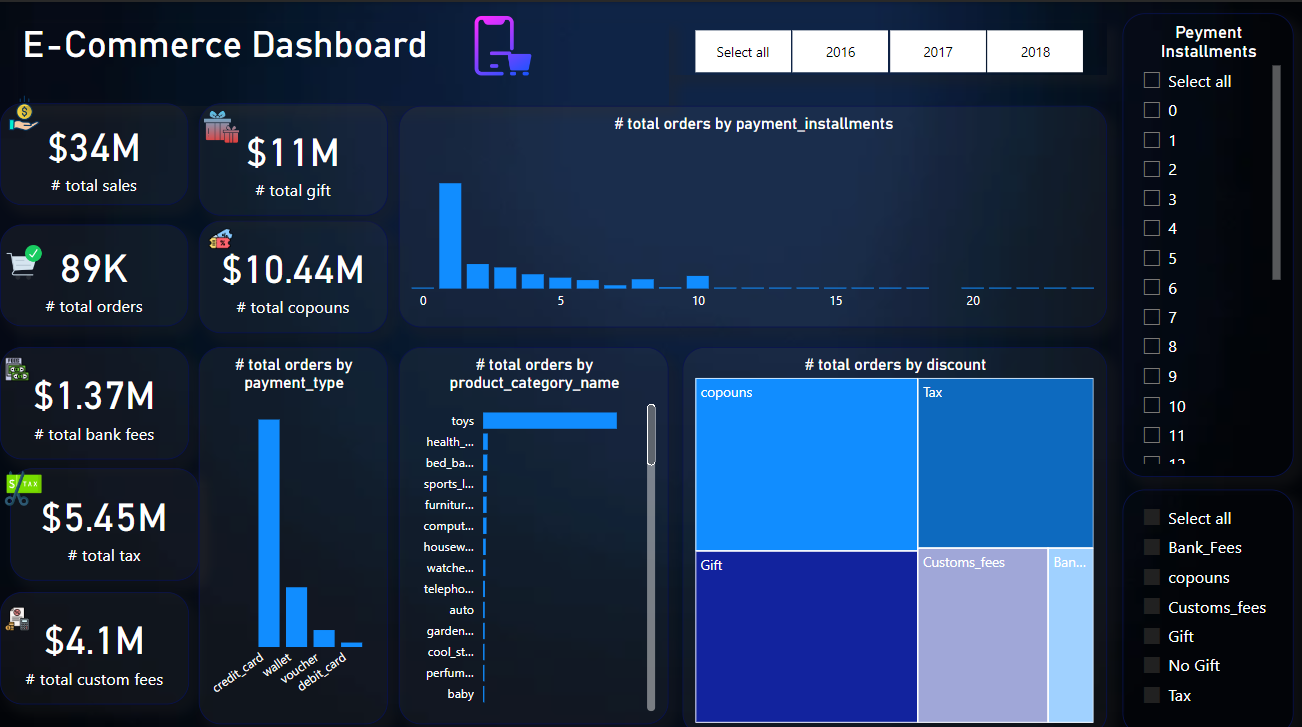 E-Commerce Dashboard
Select all
2016
2017
2018
Peyment
Installments
Select all
0
1
2
3
4
5
6
7
8
9
10
11
12
$34M
# total sales
$11M
# total gift
89K
# total orders
$10.44M
# total copouns
# total orders by payment_installments
0
5
10
15
20
FREE
$1.37M
# total bank fees
$ TAX
$5.45M
# total tax
$4.1M
# total custom fees
# total orders by
payment_type
credit_card
wallet
voucher
debit_card
# total orders by
product_category_name
toys
health_...
bed_ba...
sports_l...
furnitur...
comput...
housew...
watche...
telepho...
auto
garden...
cool_st...
perfum...
baby
# total orders by discount
copouns
Tax
Gift
Customs_fees
Ban...
Select all
Bank_Fees
copouns
Customs_fees
Gift
No Gift
Tax